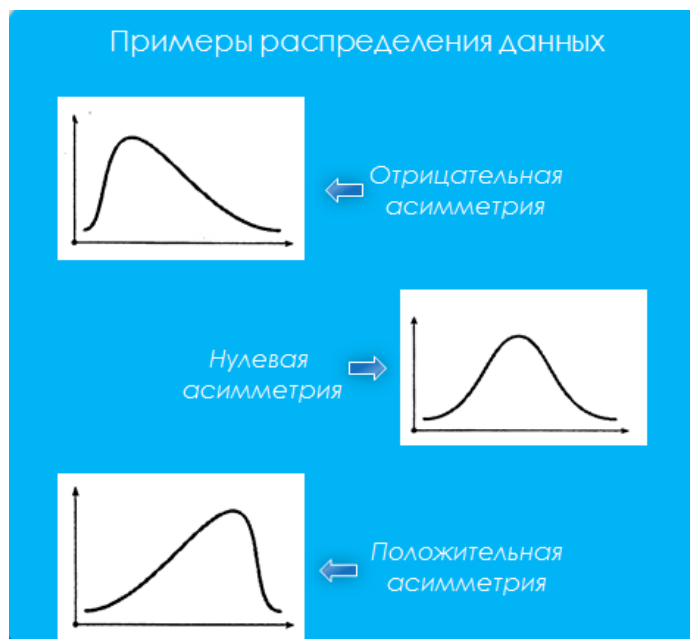 Примеры распределения данных
Отрицательная
асимметрия
Нулевая
асимметрия
Положительная
асимметрия